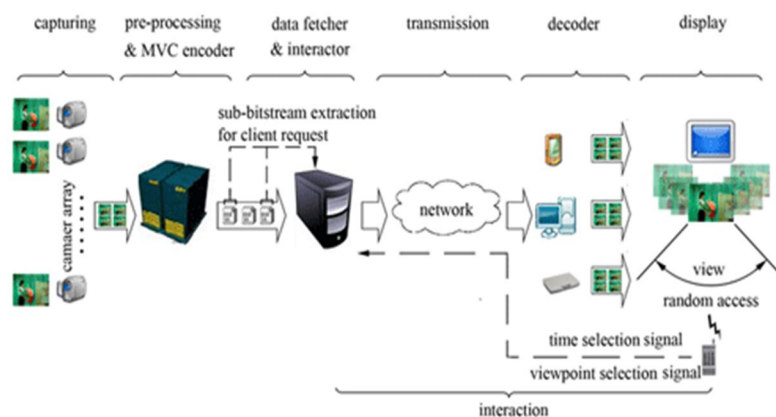 capturing
pre-processing
& MVC encoder
data fetcher
& interactor
transmission
decoder
display
sub-bitstream extraction
for client request
camaer array
network
view
random access
time selection signal
viewpoint selection signal
interaction